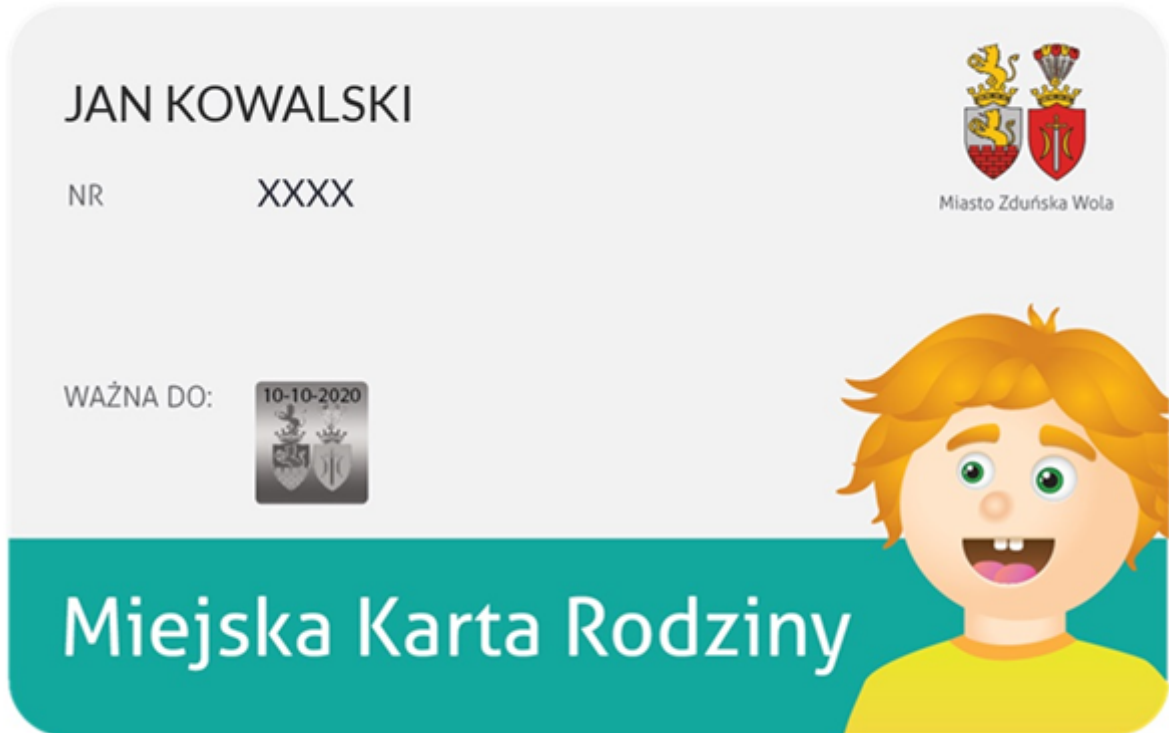 JAN KOWALSKI
NR XXXX
Miasto Zduńska Wola
WAŻNA DO: 10-10-2020
Miejska Karta Rodziny